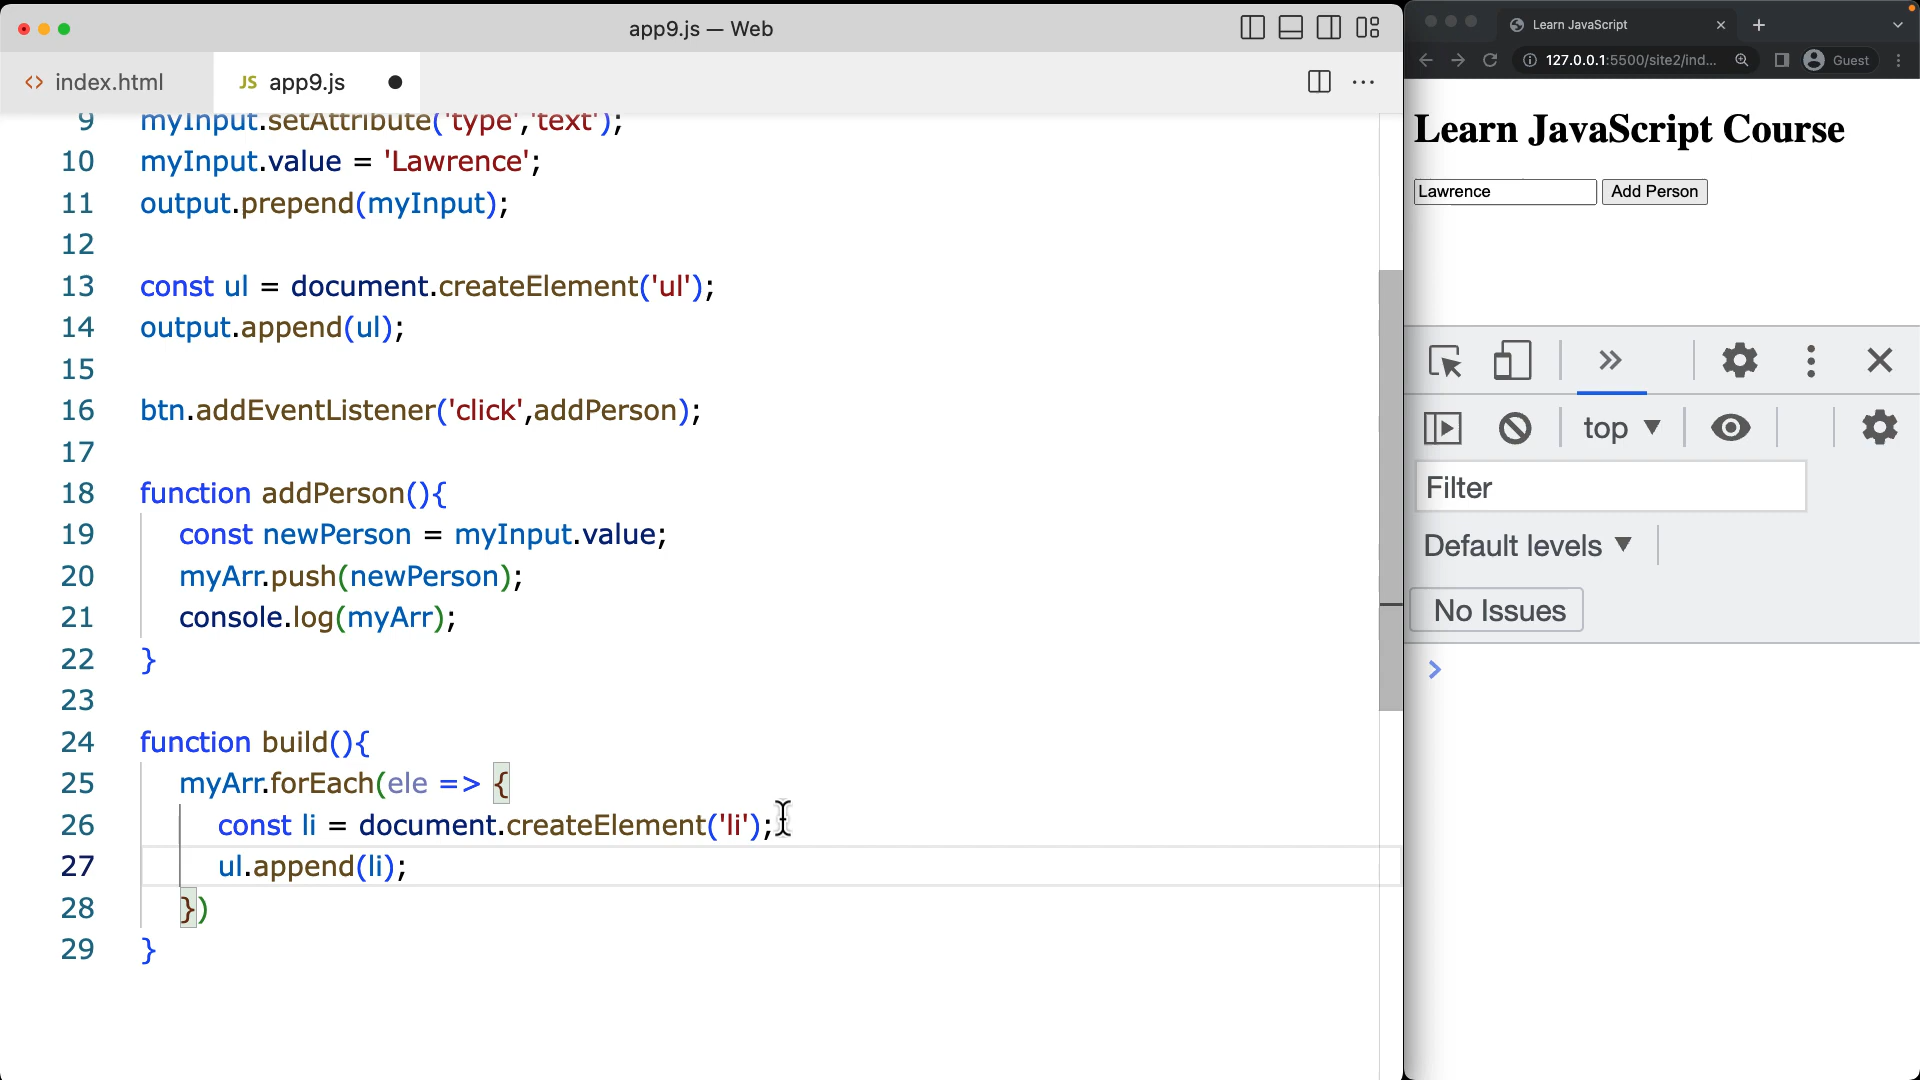 app9.js — Web
index.html
JS app9.js
9 myInput.setAttribute('type','text');
10 myInput.value = 'Lawrence';
11 output.prepend(myInput);
12
13 const ul = document.createElement('ul');
14 output.append(ul);
15
16 btn.addEventListener('click',addPerson);
17
18 function addPerson(){
19 const newPerson = myInput.value;
20 myArr.push(newPerson);
21 console.log(myArr);
22 }
23
24 function build(){
25 myArr.forEach(ele => {
26 const li = document.createElement('li');
27 ul.append(li);
28 })
29 }
Learn JavaScript
127.0.0.1:5500/site2/ind...
Guest
Learn JavaScript Course
Lawrence Add Person
top
Filter
Default levels
No Issues